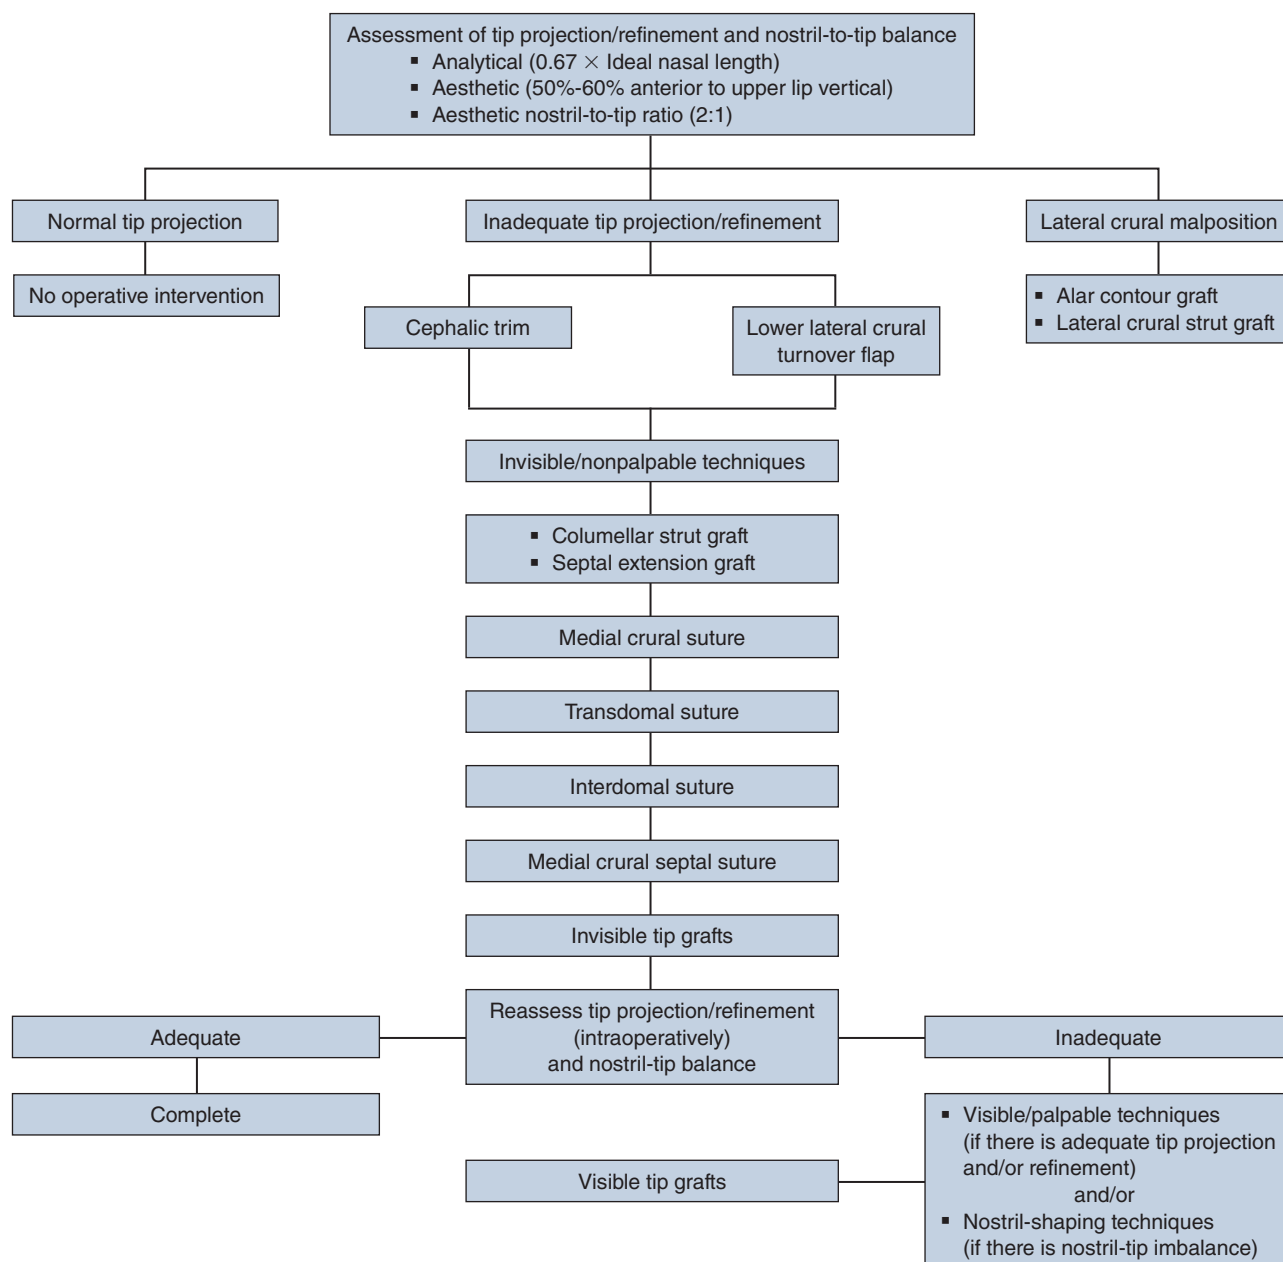 Assessment of tip projection/refinement and nostril-to-tip balance
▪ Analytical (0.67 × Ideal nasal length)
▪ Aesthetic (50%-60% anterior to upper lip vertical)
▪ Aesthetic nostril-to-tip ratio (2:1)
Normal tip projection
Inadequate tip projection/refinement
Lateral crural malposition
No operative intervention
▪ Alar contour graft
▪ Lateral crural strut graft
Cephalic trim
Lower lateral crural
turnover flap
Invisible/nonpalpable techniques
▪ Columellar strut graft
▪ Septal extension graft
Medial crural suture
Transdomal suture
Interdomal suture
Medial crural septal suture
Invisible tip grafts
Reassess tip projection/refinement
(intraoperatively)
and nostril-tip balance
Adequate
Inadequate
Complete
▪ Visible/palpable techniques
(if there is adequate tip projection
and/or refinement)
and/or
▪ Nostril-shaping techniques
(if there is nostril-tip imbalance)
Visible tip grafts